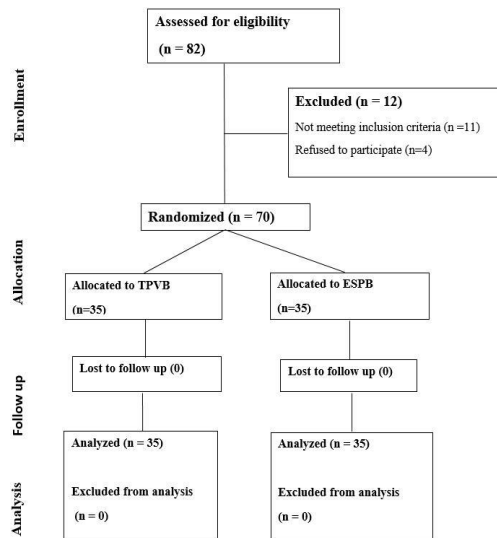 Assessed for eligibility
(n = 82)
Enrollment
Excluded (n = 12)
Not meeting inclusion criteria (n =11)
Refused to participate (n=4)
Randomized (n = 70)
Allocation
Allocated to TPVB
(n=35)
Allocated to ESPB
(n=35)
Follow up
Lost to follow up (0)
Lost to follow up (0)
Analysis
Analyzed (n = 35)
Excluded from analysis
(n = 0)
Analyzed (n = 35)
Excluded from analysis
(n = 0)